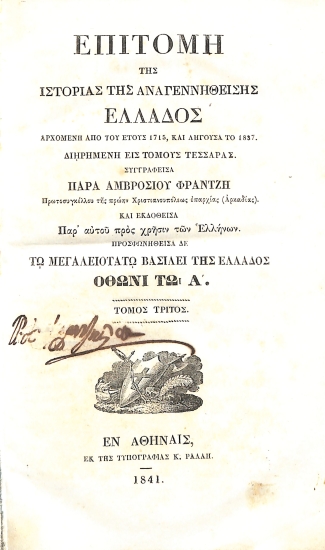 ΕΠΙΤΟΜΗ
ΤΗΣ
ΙΣΤΟΡΙΑΣ ΤΗΣ ΑΝΑΓΕΝΝΗΘΕΙΣΗΣ
ΕΛΛΑΔΟΣ
ΑΡΧΟΜΕΝΗ ΑΠΟ ΤΟΥ ΕΤΟΥΣ 1715, ΚΑΙ ΛΗΓΟΥΣΑ ΤΟ 1837.
ΔΙΗΡΗΜΕΝΗ ΕΙΣ ΤΟΜΟΥΣ ΤΕΣΣΑΡΑΣ.
ΣΥΓΓΡΑΦΕΙΣΑ
ΠΑΡΑ ΑΜΒΡΟΣΙΟΥ ΦΡΑΝΤΖΗ
Πρωτοσυγκέλλου τῆς πρώην Χριστιανουπόλεως ἐπαρχίας (Ἀρκαδίας).
ΚΑΙ ΕΚΔΟΘΕΙΣΑ
Παρ' αὐτοῦ πρὸς χρῆσιν τῶν Ἑλλήνων.
ΠΡΟΣΦΩΝΗΘΕΙΣΑ ΔΕ
ΤΩ ΜΕΓΑΛΕΙΟΤΑΤΩ ΒΑΣΙΛΕΙ ΤΗΣ ΕΛΛΑΔΟΣ
ΟΘΩΝΙ ΤΩι Α΄.
ΤΟΜΟΣ ΤΡΙΤΟΣ.
ΕΝ ΑΘΗΝΑΙΣ,
ΕΚ ΤΗΣ ΤΥΠΟΓΡΑΦΙΑΣ Κ. ΡΑΛΛΗ.
1841.